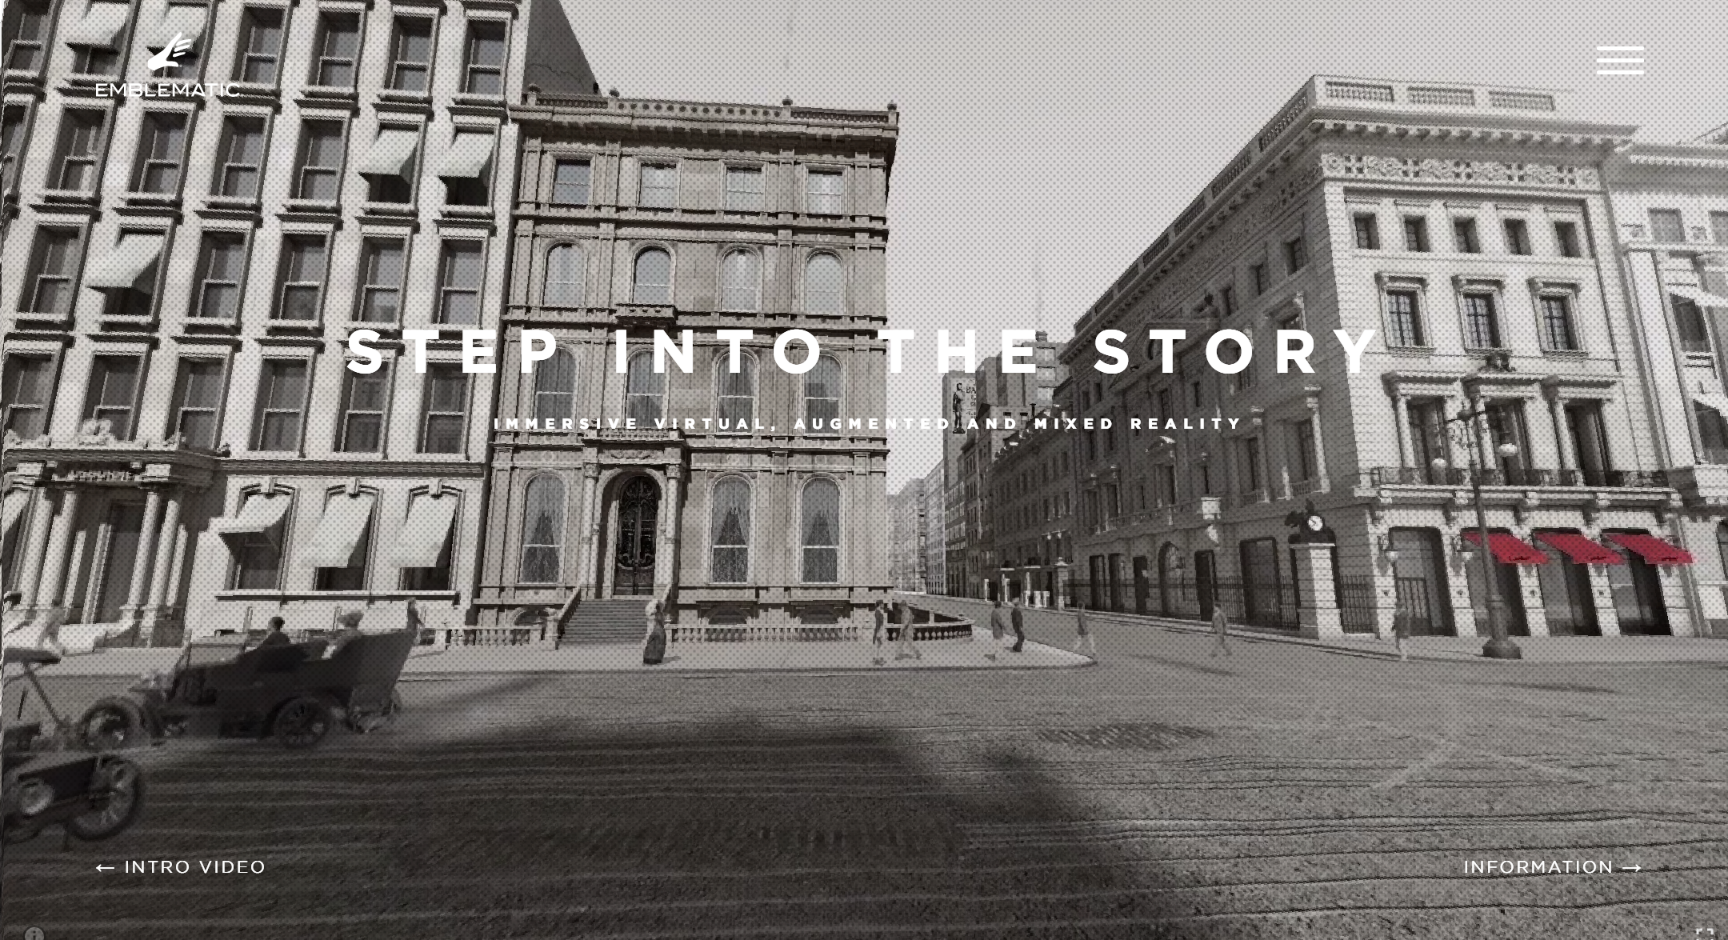 EMBLEMATIC
STEP INTO THE STORY
IMMERSIVE VIRTUAL, AUGMENTED AND MIXED REALITY
← INTRO VIDEO
INFORMATION →